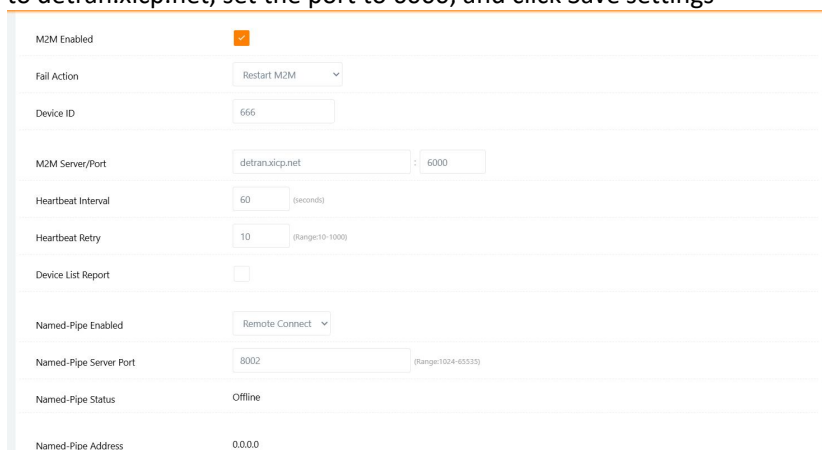 to detran.xicp.net, set the port to 6000, and click Save settings
M2M Enabled
Fail Action Restart M2M
Device ID 666
M2M Server/Port detran.xicp.net : 6000
Heartbeat Interval 60 (seconds)
Heartbeat Retry 10 (Range:10-1000)
Device List Report
Named-Pipe Enabled Remote Connect
Named-Pipe Server Port 8002 (Range:1024-65535)
Named-Pipe Status Offline
Named-Pipe Address 0.0.0.0